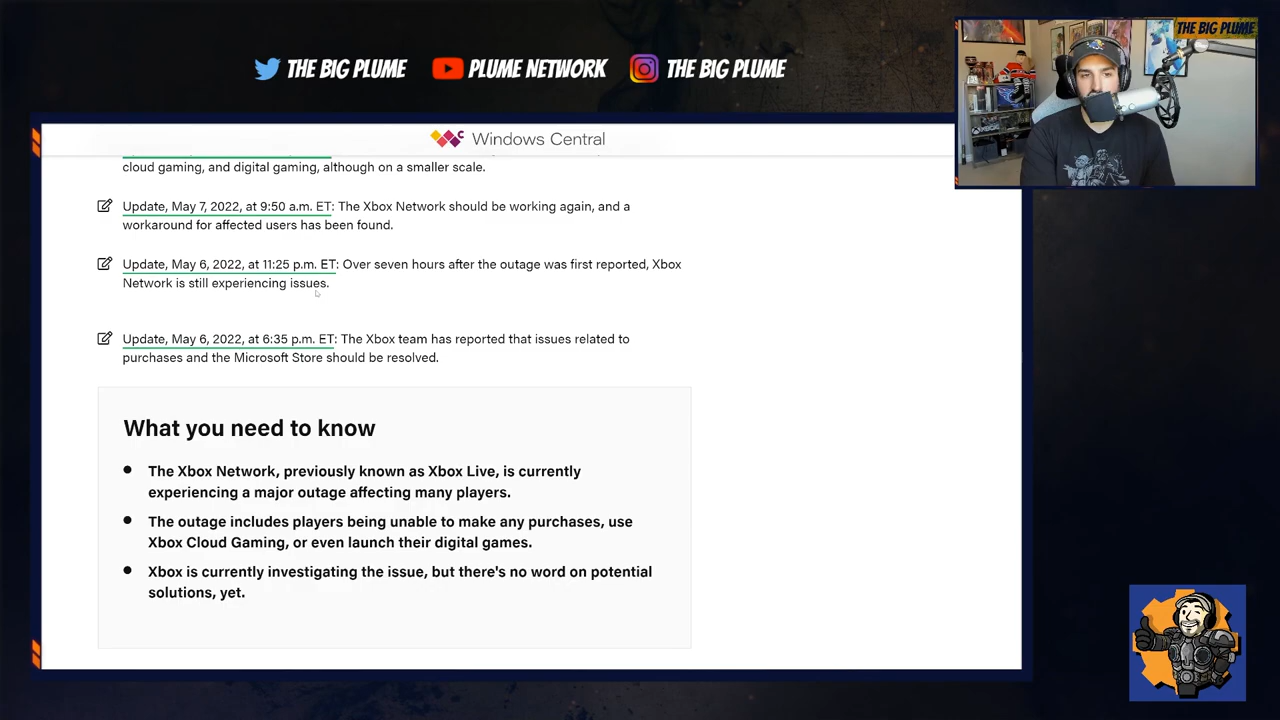 THE BIG PLUME
THE BIG PLUME
PLUME NETWORK
THE BIG PLUME
Windows Central
cloud gaming, and digital gaming, although on a smaller scale.
Update, May 7, 2022, at 9:50 a.m. ET: The Xbox Network should be working again, and a
workaround for affected users has been found.
Update, May 6, 2022, at 11:25 p.m. ET: Over seven hours after the outage was first reported, Xbox
Network is still experiencing issues.
Update, May 6, 2022, at 6:35 p.m. ET: The Xbox team has reported that issues related to
purchases and the Microsoft Store should be resolved.
What you need to know
The Xbox Network, previously known as Xbox Live, is currently
experiencing a major outage affecting many players.
The outage includes players being unable to make any purchases, use
Xbox Cloud Gaming, or even launch their digital games.
Xbox is currently investigating the issue, but there's no word on potential
solutions, yet.